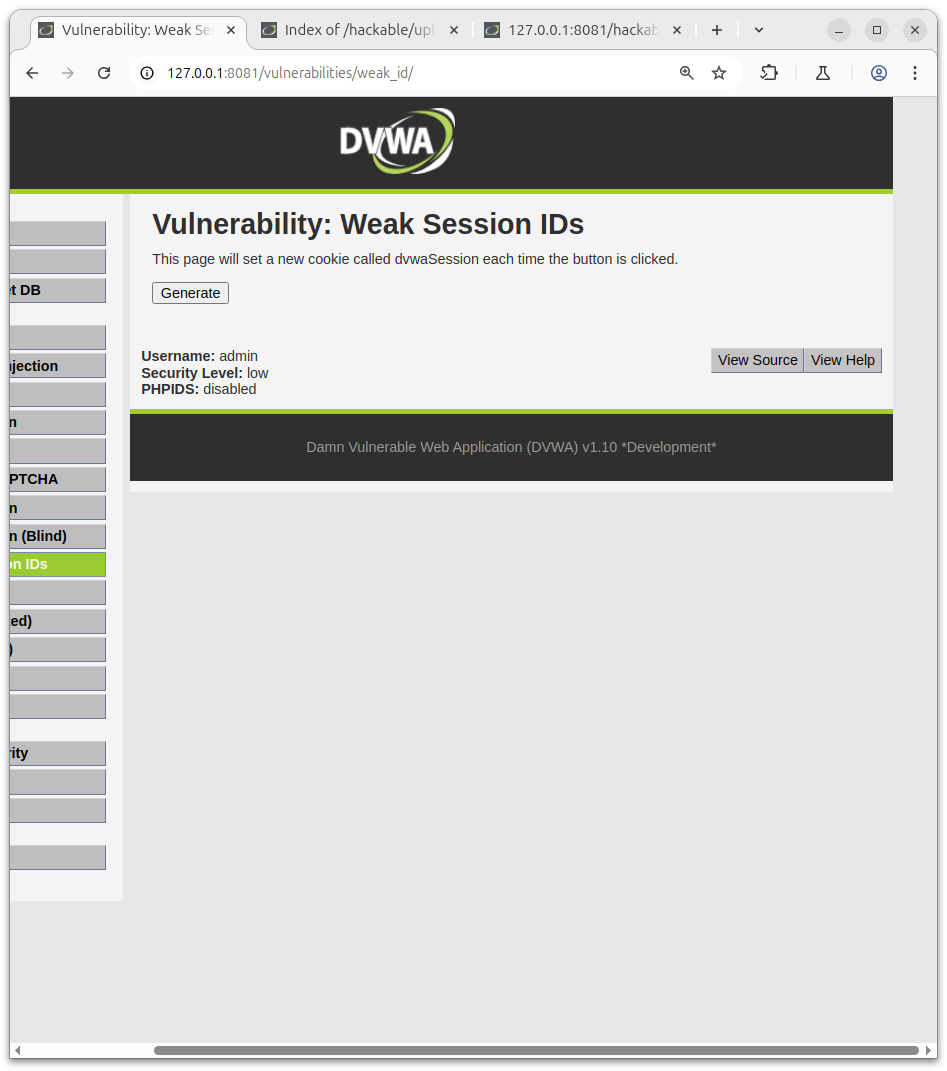 Vulnerability: Weak Se
Index of /hackable/upl
127.0.0.1:8081/hackab
127.0.0.1:8081/vulnerabilities/weak_id/
DVWA
Vulnerability: Weak Session IDs
This page will set a new cookie called dvwaSession each time the button is clicked.
Generate
Username: admin
Security Level: low
PHPIDS: disabled
View Source
View Help
Damn Vulnerable Web Application (DVWA) v1.10 *Development*
DB
n
PTCHA
n
n (Blind)
on IDs
ed)
)